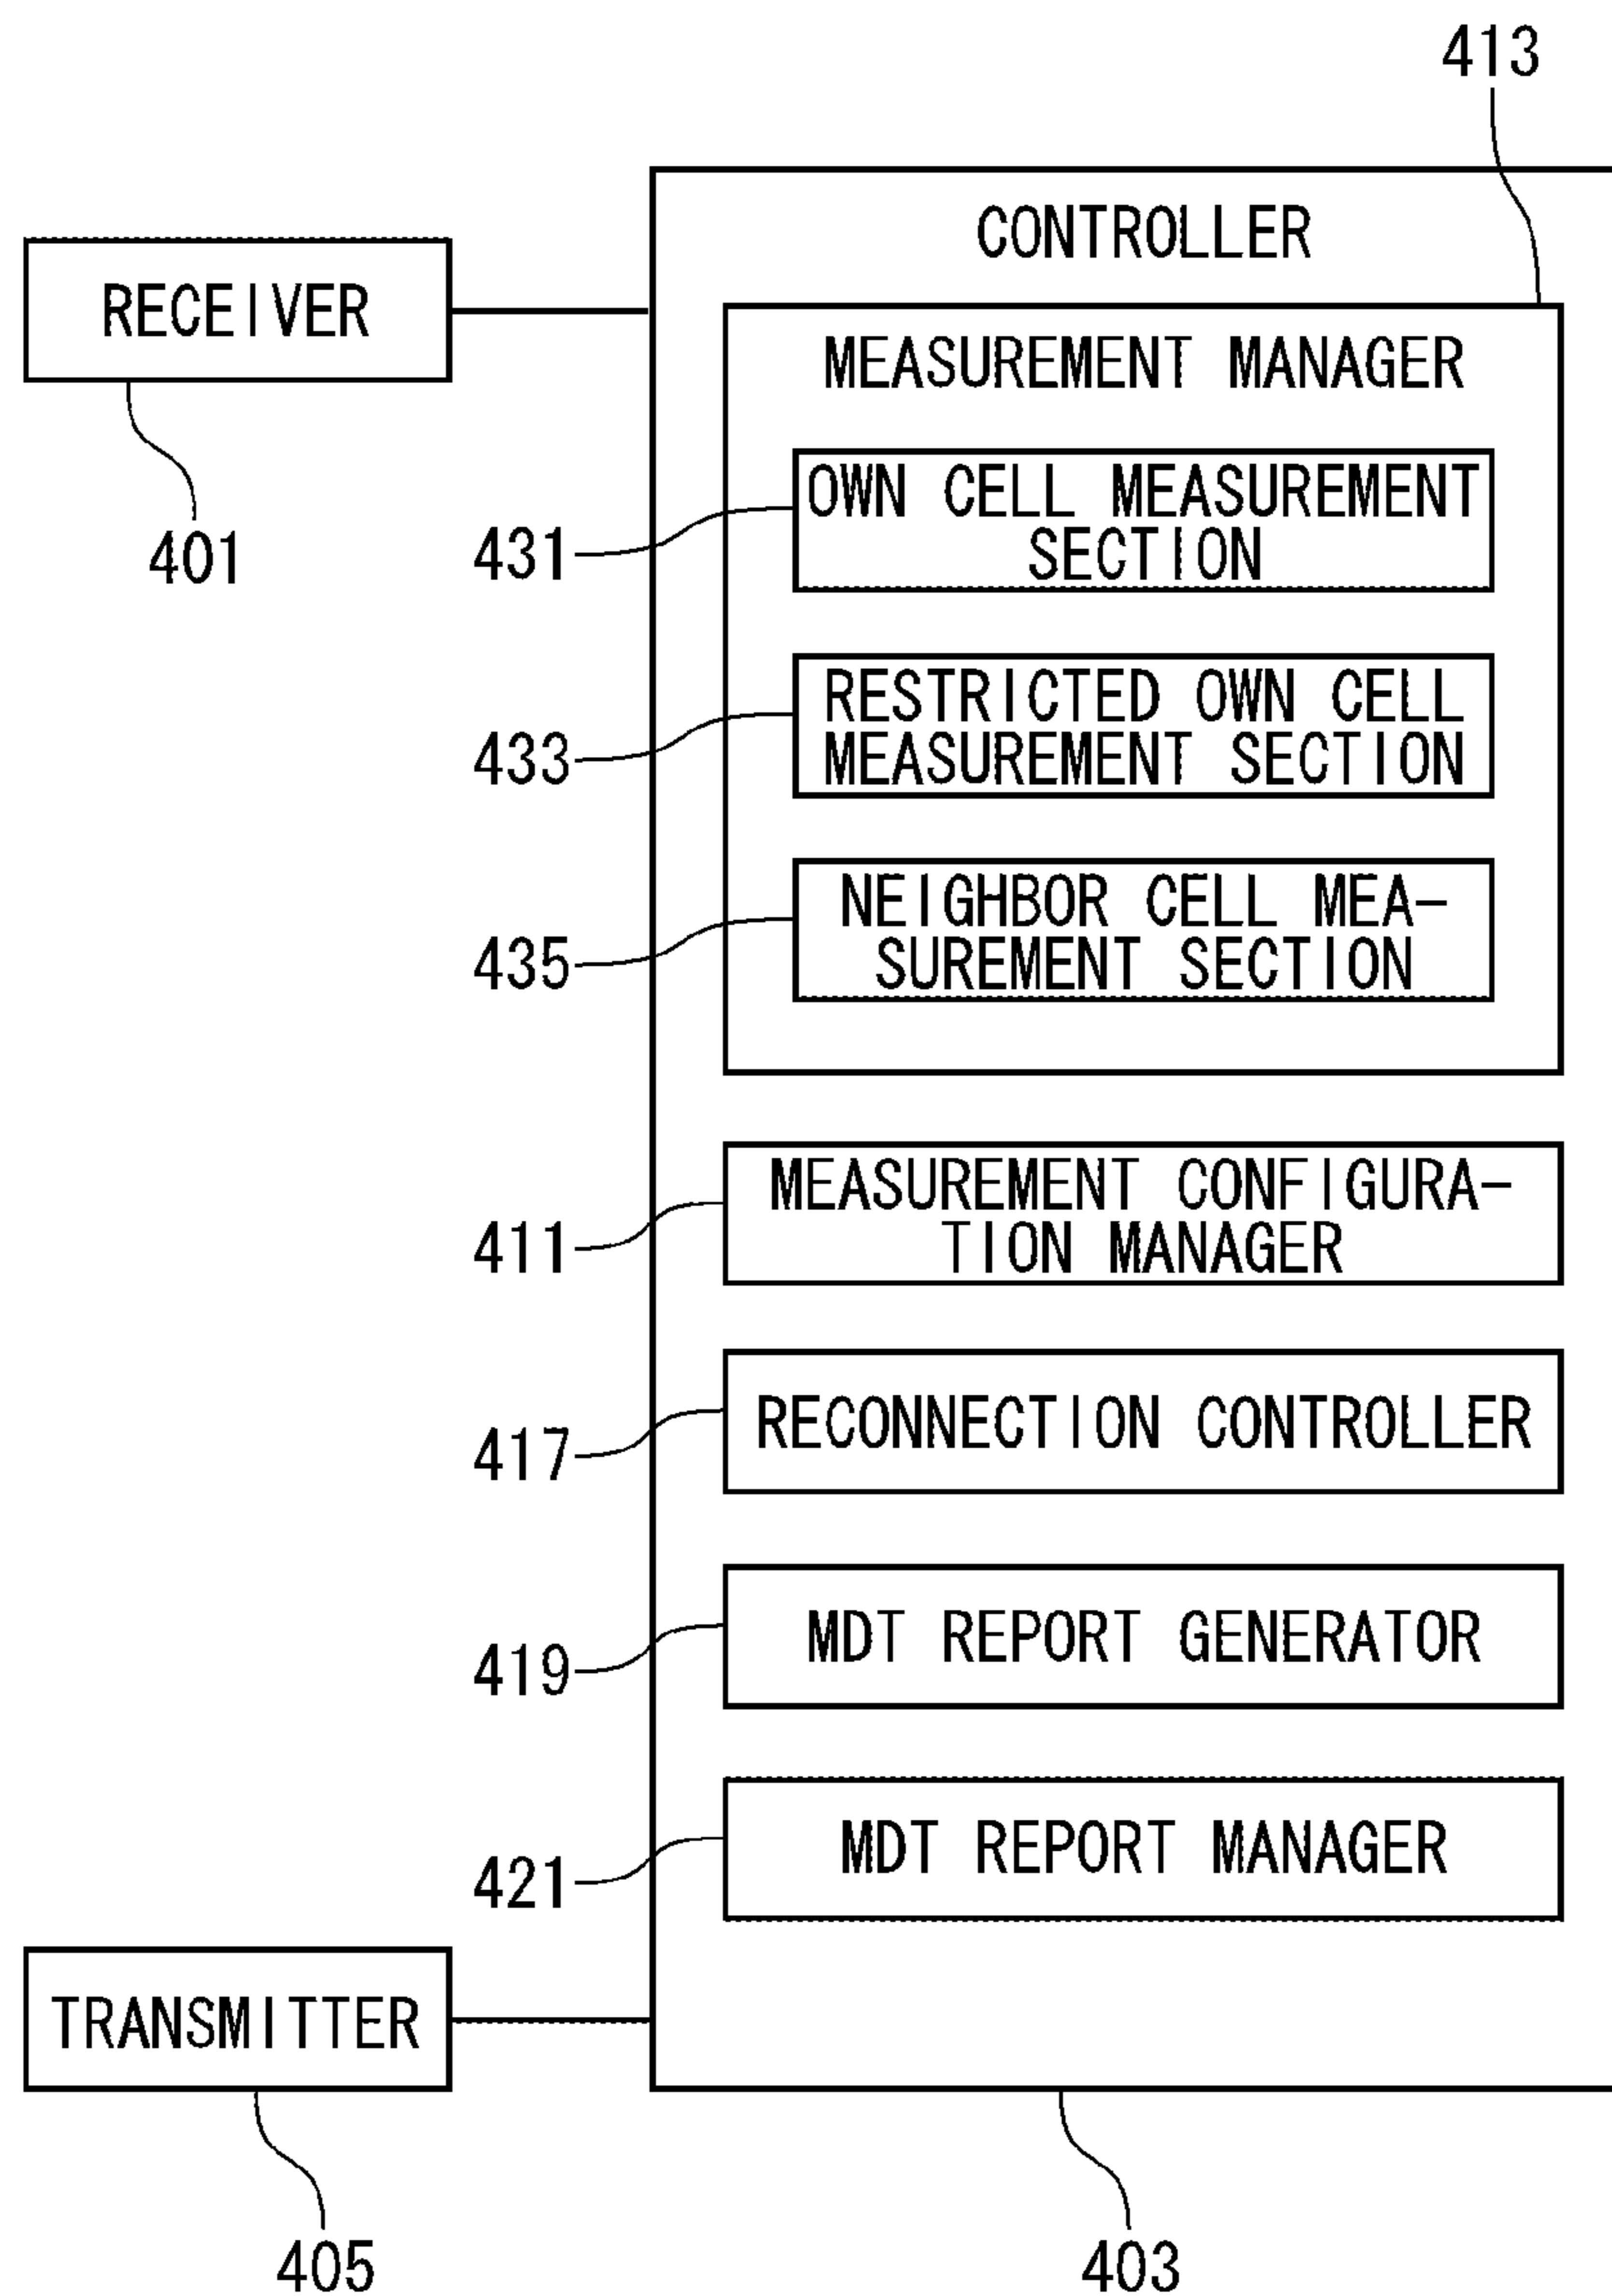 413
CONTROLLER
RECEIVER
401
MEASUREMENT MANAGER
OWN CELL MEASUREMENT
SECTION
431
RESTRICTED OWN CELL
MEASUREMENT SECTION
433
NEIGHBOR CELL MEA-
SUREMENT SECTION
435
MEASUREMENT CONFIGURA-
TION MANAGER
411
RECONNECTION CONTROLLER
417
MDT REPORT GENERATOR
419
MDT REPORT MANAGER
421
TRANSMITTER
405
403